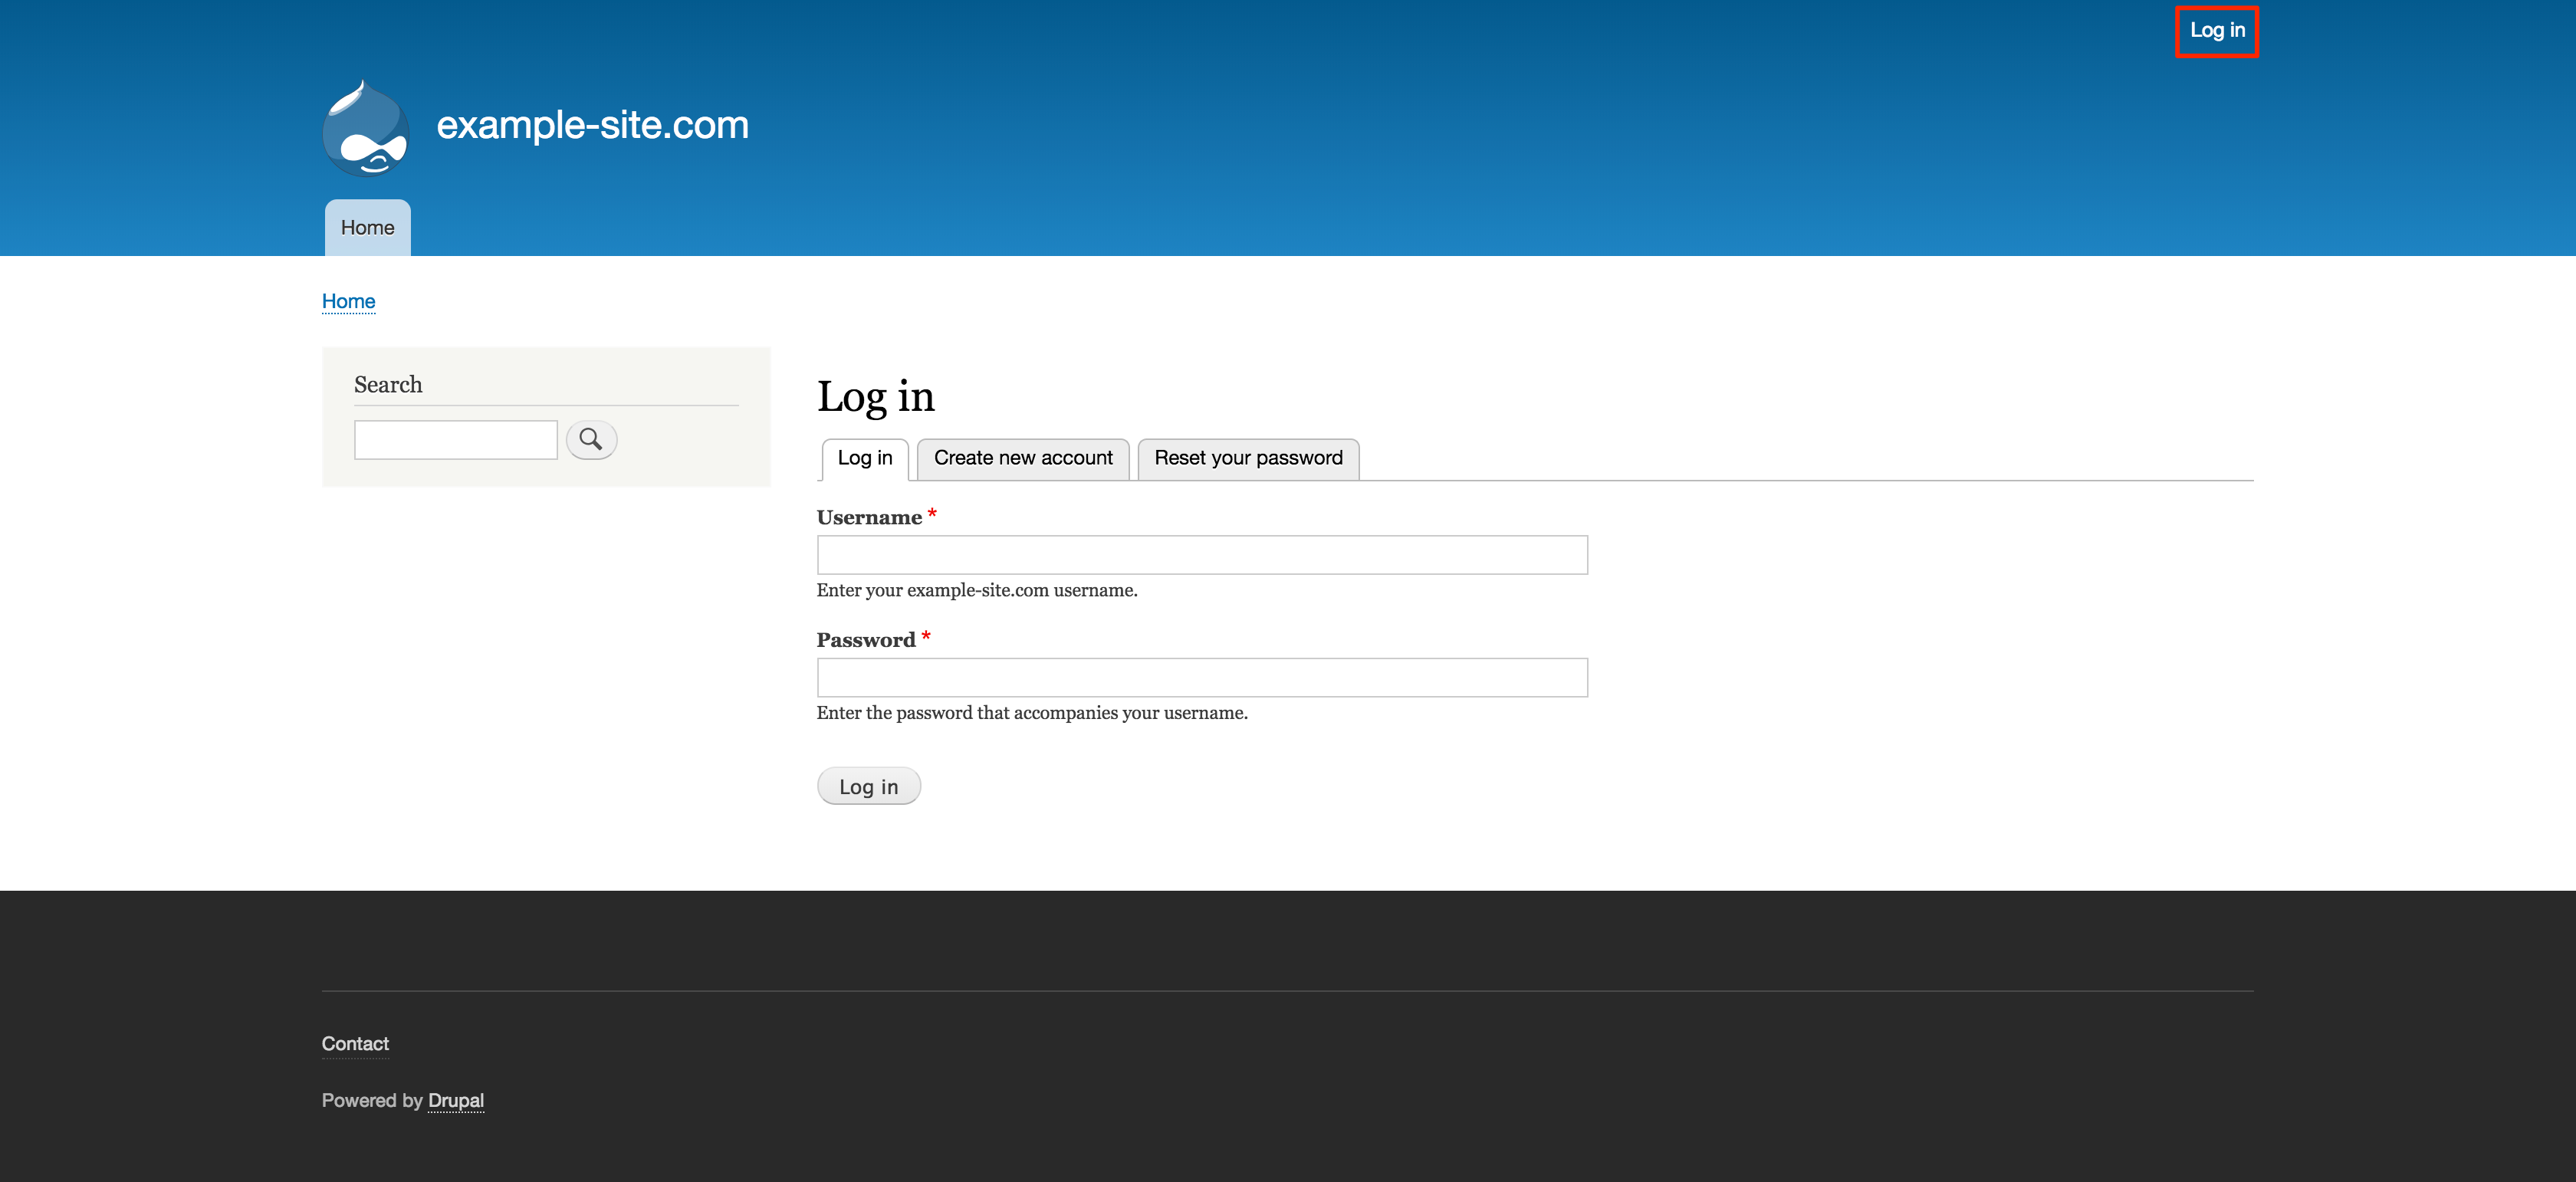 Log in
example-site.com
Home
Home
Search
Log in
Log in Create new account Reset your password
Username *
Enter your example-site.com username.
Password *
Enter the password that accompanies your username.
Log in
Contact
Powered by Drupal